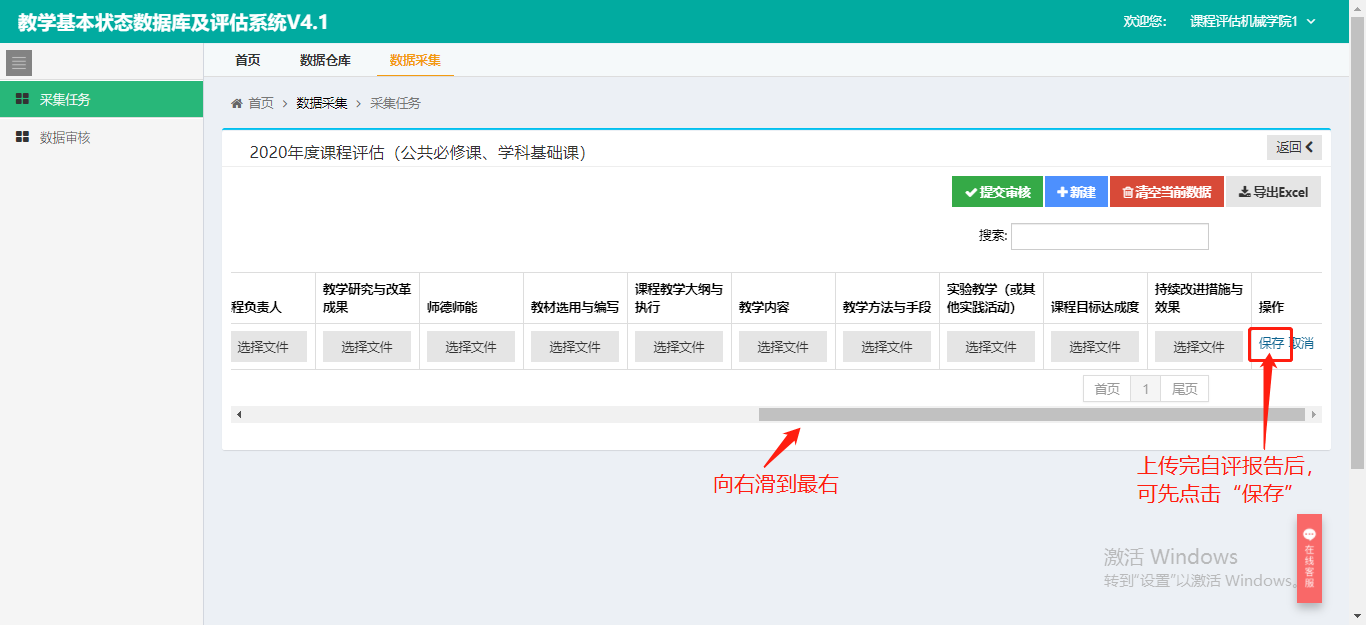 教学基本状态数据库及评估系统V4.1
欢迎您: 课程评估机械学院1
首页 数据仓库 数据采集
采集任务
数据审核
首页 > 数据采集 > 采集任务
2020年度课程评估（公共必修课、学科基础课）
返回
提交审核 新建 清空当前数据 导出Excel
搜索:
程负责人
教学研究与改革
成果
师德师能
教材选用与编写
课程教学大纲与
执行
教学内容
教学方法与手段
实验教学（或其
他实践活动）
课程目标达成度
持续改进措施与
效果
操作
选择文件 选择文件 选择文件 选择文件 选择文件 选择文件 选择文件 选择文件 选择文件 选择文件 保存 取消
首页 1 尾页
向右滑到最右
上传完自评报告后，
可先点击“保存”
激活 Windows
转到"设置"以激活 Windows。
在线客服